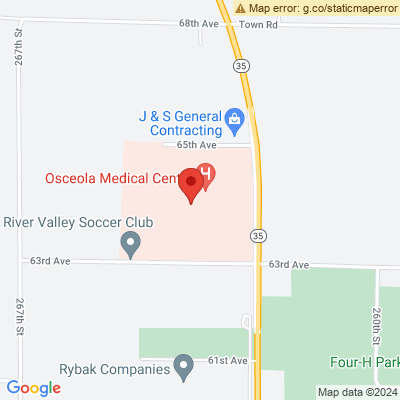 Map error: g.co/staticmaperror
68th Ave
Town Rd
267th St
35
J & S General
Contracting
65th Ave
Osceola Medical Cent
H
River Valley Soccer Club
35
63rd Ave
63rd Ave
267th St
260th St
61st Ave
Four-H Park
Rybak Companies
Google
Map data ©2024